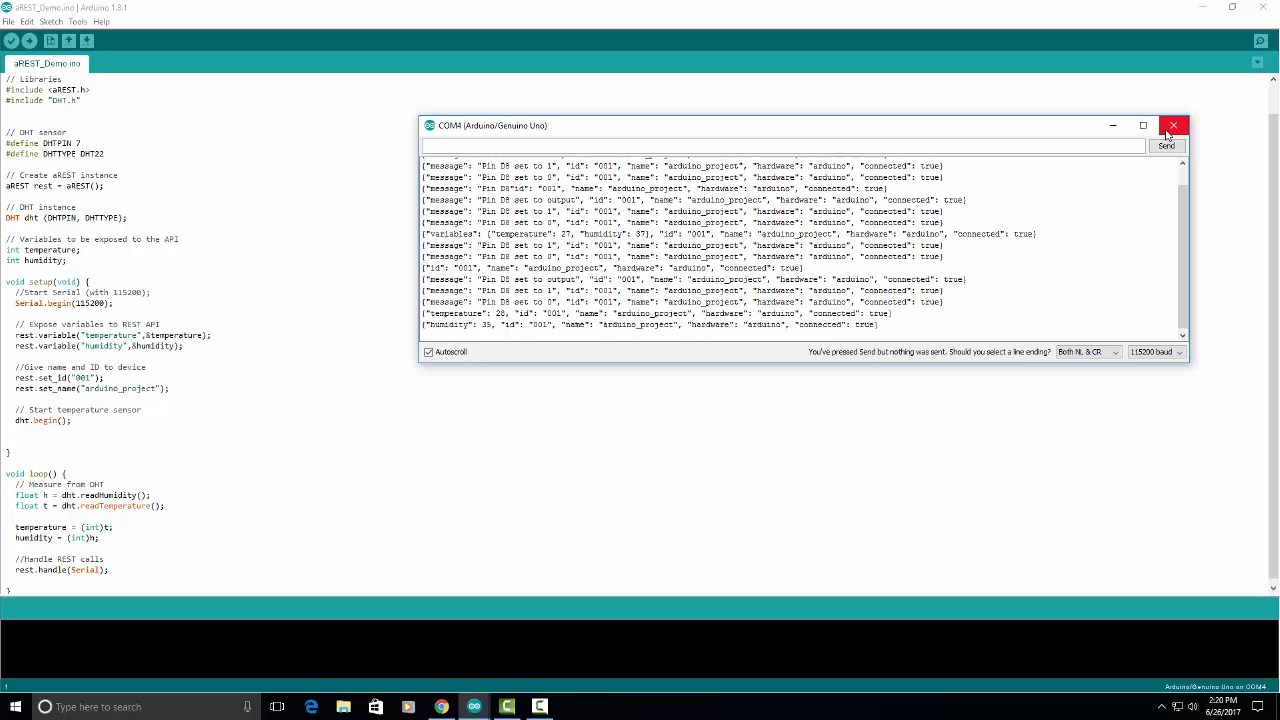 aREST_Demo.ino | Arduino 1.8.1
File Edit Sketch Tools Help
aREST_Demo.ino
// Libraries
#include <aREST.h>
#include "DHT.h"
// DHT sensor
#define DHTPIN 7
#define DHTTYPE DHT22
// Create aREST instance
aREST rest = aREST();
// DHT instance
DHT dht (DHTPIN, DHTTYPE);
// Variables to be exposed to the API
int temperature;
int humidity;
void setup(void) {
//Start Serial (with 115200);
Serial.begin(115200);
// Expose variables to REST API
rest.variable("temperature",&temperature);
rest.variable("humidity",&humidity);
//Give name and ID to device
rest.set_id("001");
rest.set_name("arduino_project");
// Start temperature sensor
dht.begin();
}
void loop() {
// Measure from DHT
float h = dht.readHumidity();
float t = dht.readTemperature();
temperature = (int)t;
humidity = (int)h;
//Handle REST calls
rest.handle(Serial);
}
COM4 (Arduino/Genuino Uno)
Send
{"message": "Pin D8 set to 1", "id": "001", "name": "arduino_project", "hardware": "arduino", "connected": true}
{"message": "Pin D8 set to 0", "id": "001", "name": "arduino_project", "hardware": "arduino", "connected": true}
{"message": "Pin D8"id": "001", "name": "arduino_project", "hardware": "arduino", "connected": true}
{"message": "Pin D8 set to output", "id": "001", "name": "arduino_project", "hardware": "arduino", "connected": true}
{"message": "Pin D8 set to 1", "id": "001", "name": "arduino_project", "hardware": "arduino", "connected": true}
{"message": "Pin D8 set to 0", "id": "001", "name": "arduino_project", "hardware": "arduino", "connected": true}
{"variables": {"temperature": 27, "humidity": 37}, "id": "001", "name": "arduino_project", "hardware": "arduino", "connected": true}
{"message": "Pin D8 set to 1", "id": "001", "name": "arduino_project", "hardware": "arduino", "connected": true}
{"message": "Pin D8 set to 0", "id": "001", "name": "arduino_project", "hardware": "arduino", "connected": true}
{"id": "001", "name": "arduino_project", "hardware": "arduino", "connected": true}
{"message": "Pin D8 set to output", "id": "001", "name": "arduino_project", "hardware": "arduino", "connected": true}
{"message": "Pin D8 set to 1", "id": "001", "name": "arduino_project", "hardware": "arduino", "connected": true}
{"message": "Pin D8 set to 0", "id": "001", "name": "arduino_project", "hardware": "arduino", "connected": true}
{"temperature": 28, "id": "001", "name": "arduino_project", "hardware": "arduino", "connected": true}
{"humidity": 35, "id": "001", "name": "arduino_project", "hardware": "arduino", "connected": true}
Autoscroll
You've pressed Send but nothing was sent. Should you select a line ending?
Both NL & CR
115200 baud
1
Arduino/Genuino Uno on COM4
Type here to search
2:20 PM
6/26/2017